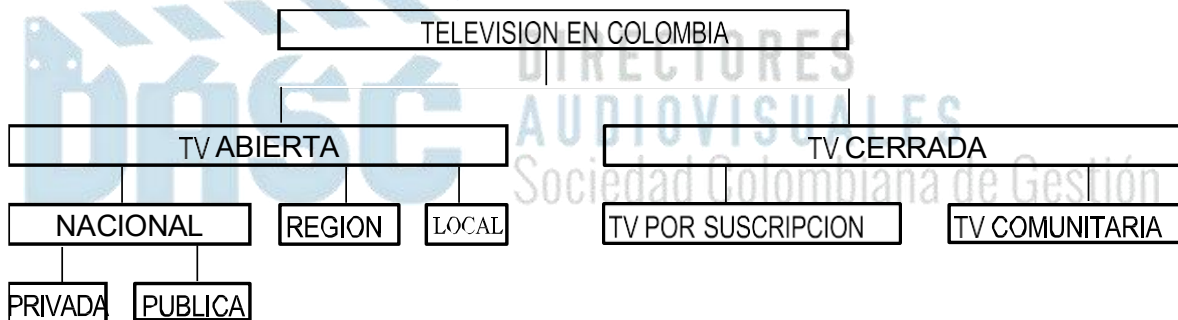 TELEVISION EN COLOMBIA
DASC
DIRECTORES
AUDIOVISUALES
Sociedad Colombiana de Gestión
TV ABIERTA
TV CERRADA
NACIONAL
REGION
LOCAL
TV POR SUSCRIPCION
TV COMUNITARIA
PRIVADA
PUBLICA